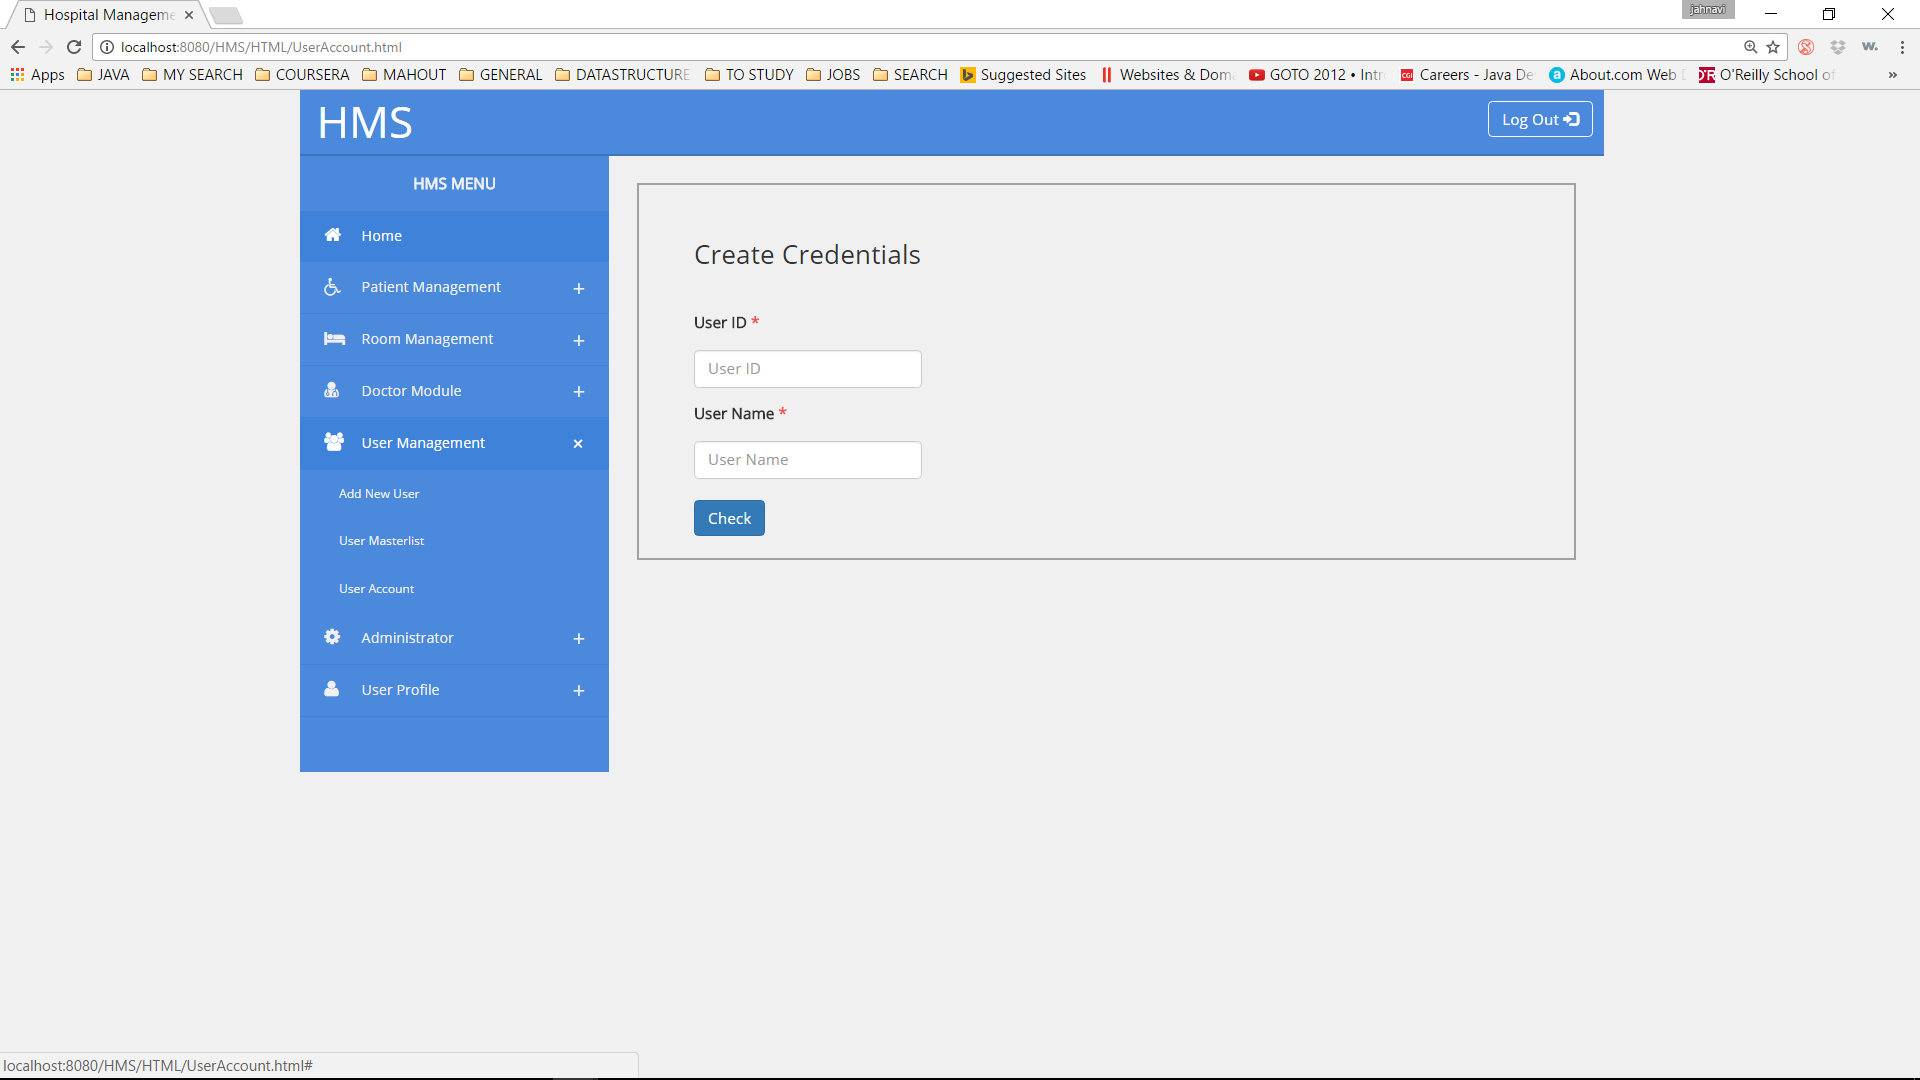 Hospital Manageme
jahnavi
localhost:8080/HMS/HTML/UserAccount.html
Apps JAVA MY SEARCH COURSERA MAHOUT GENERAL DATASTRUCTURE TO STUDY JOBS SEARCH Suggested Sites Websites & Doma GOTO 2012 • Intr Careers - Java De About.com Web O'Reilly School of »
HMS
Log Out
HMS MENU
Home
Patient Management +
Room Management +
Doctor Module +
User Management ×
Add New User
User Masterlist
User Account
Administrator +
User Profile +
Create Credentials
User ID *
User ID
User Name *
User Name
Check
localhost:8080/HMS/HTML/UserAccount.html#